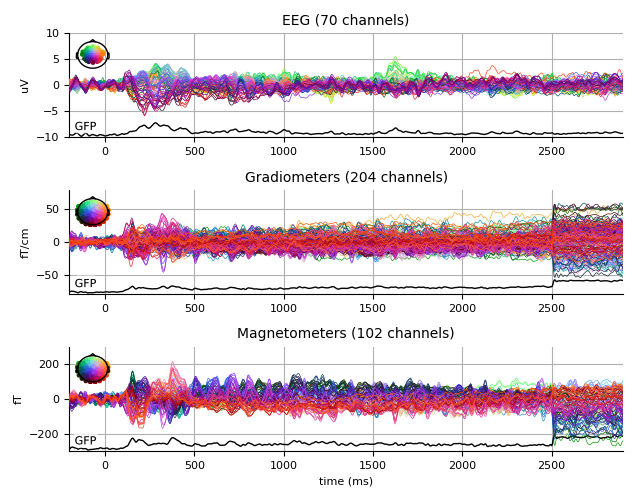 EEG (70 channels)
10
5
0
−5
−10
uV
GFP
0 500 1000 1500 2000 2500
Gradiometers (204 channels)
50
0
−50
fT/cm
GFP
0 500 1000 1500 2000 2500
Magnetometers (102 channels)
200
0
−200
fT
GFP
0 500 1000 1500 2000 2500
time (ms)